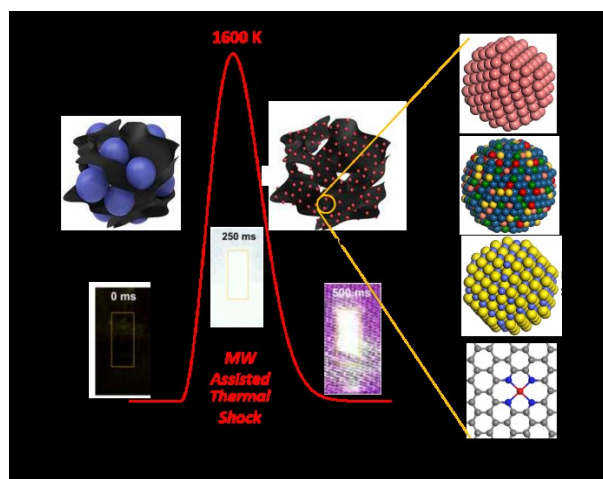 1600 K
250 ms
0 ms
500 ms
MW
Assisted
Thermal
Shock